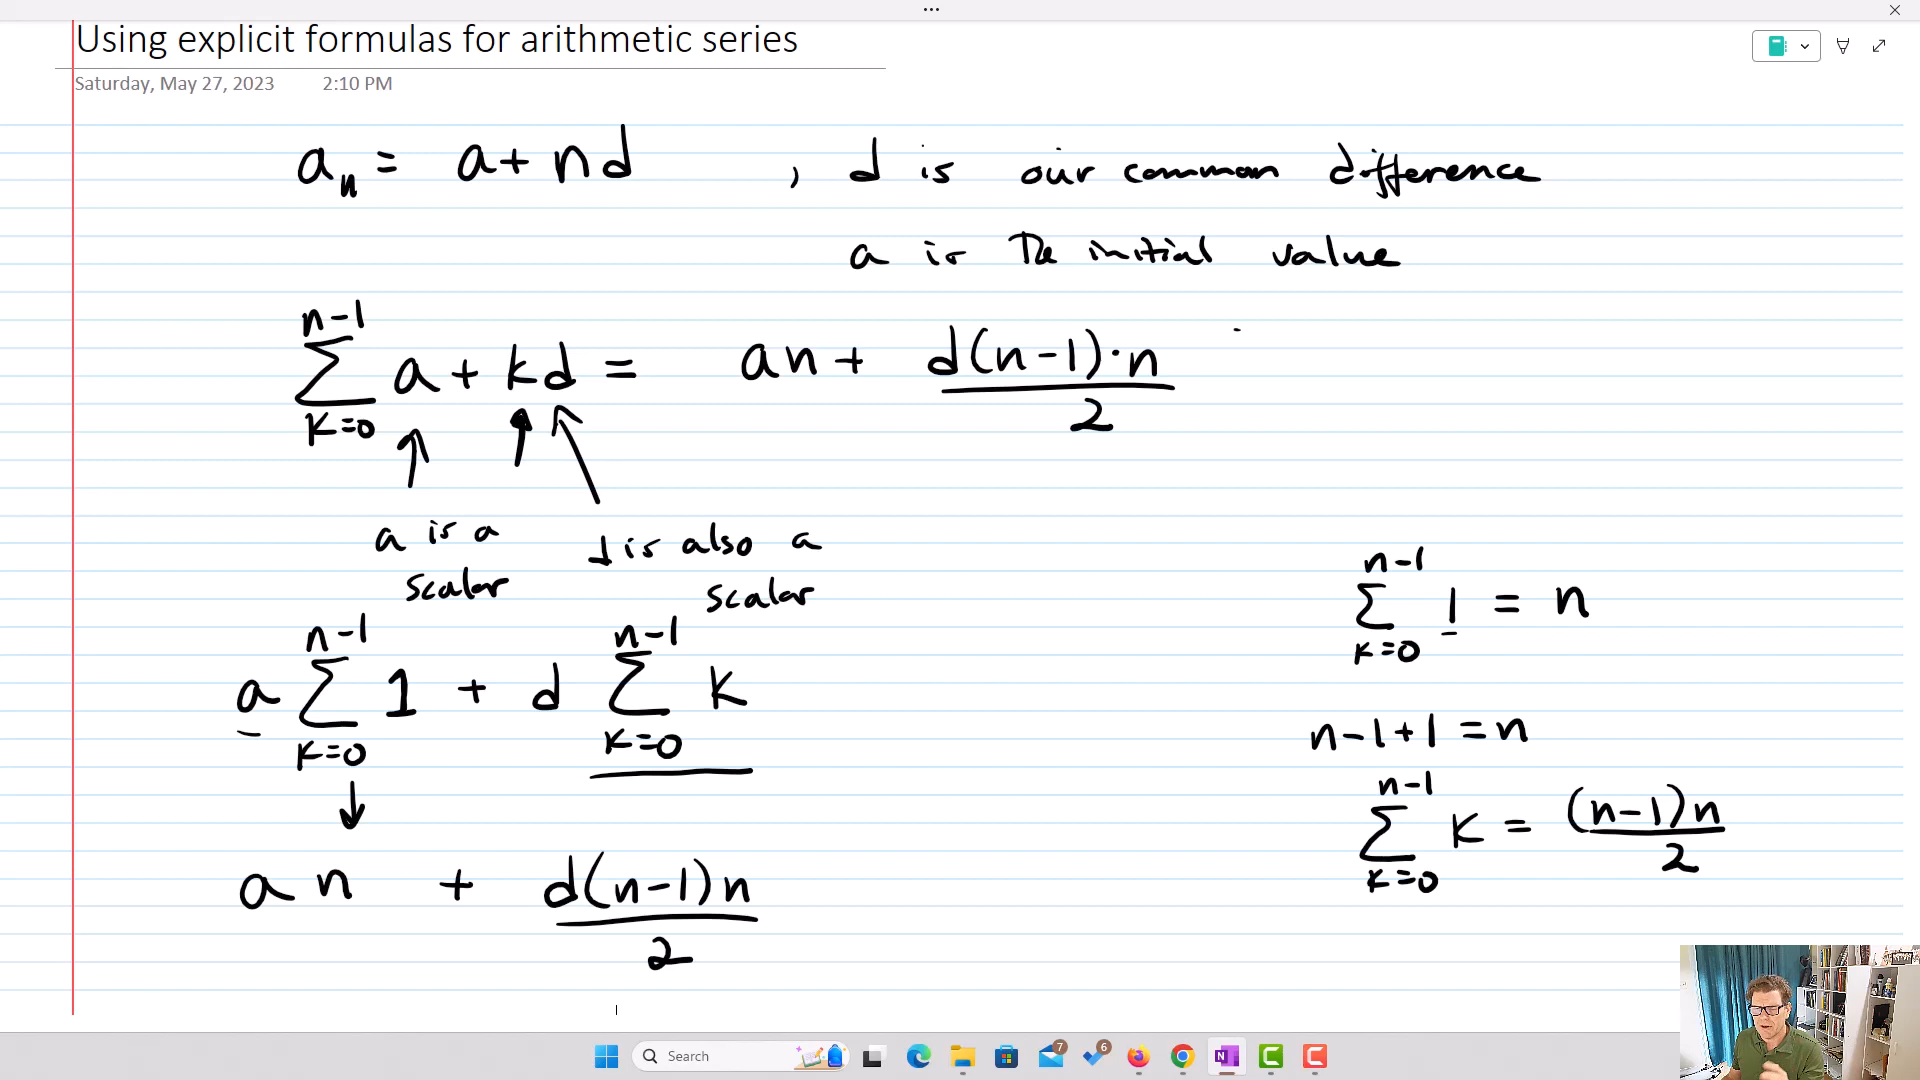 Using explicit formulas for arithmetic series
Saturday, May 27, 2023 2:10 PM
aₙ = a + nd , d is our common difference
a is the initial value
n-1
∑ a + kd = an + d(n-1)·n / 2
k=0
a is a scalar
d is also a scalar
n-1 n-1
a ∑ 1 + d ∑ k
k=0 k=0
↓
an + d(n-1)n / 2
n-1
∑ 1 = n
k=0
n-1+1 = n
n-1
∑ k = (n-1)n / 2
k=0
Search
7
6